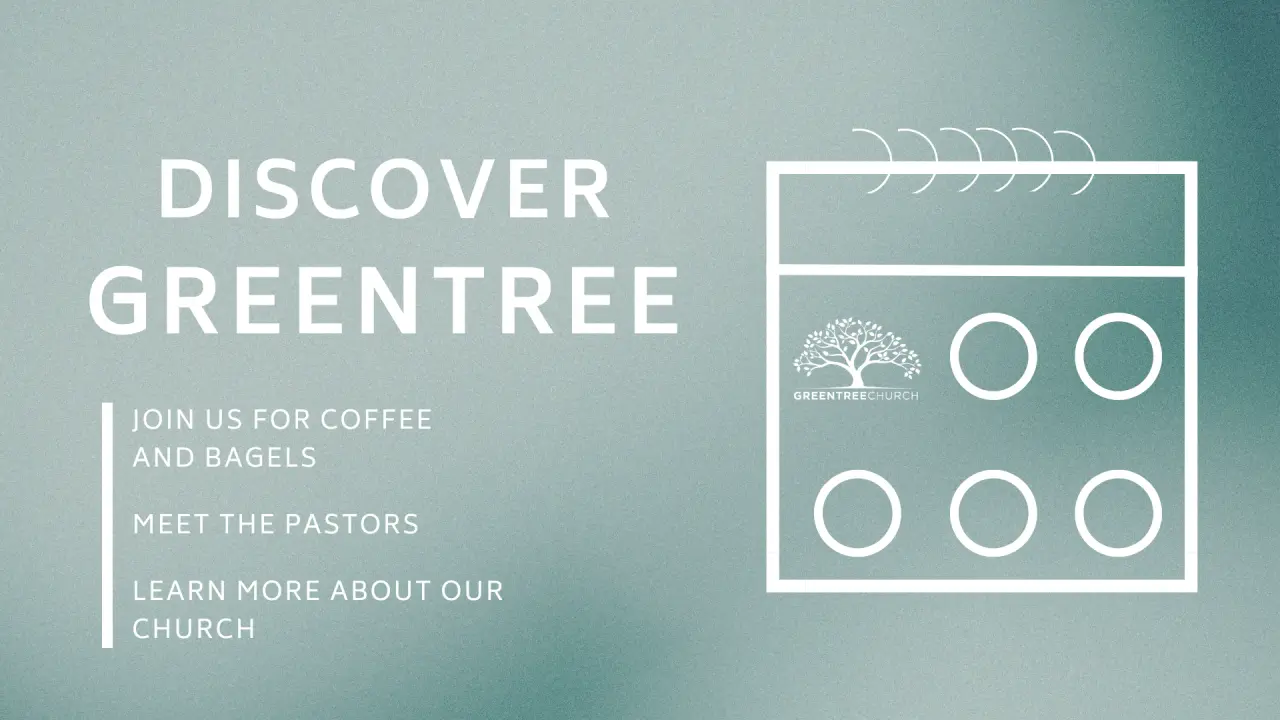 DISCOVER
GREENTREE
JOIN US FOR COFFEE
AND BAGELS
MEET THE PASTORS
LEARN MORE ABOUT OUR
CHURCH
GREENTREECHURCH